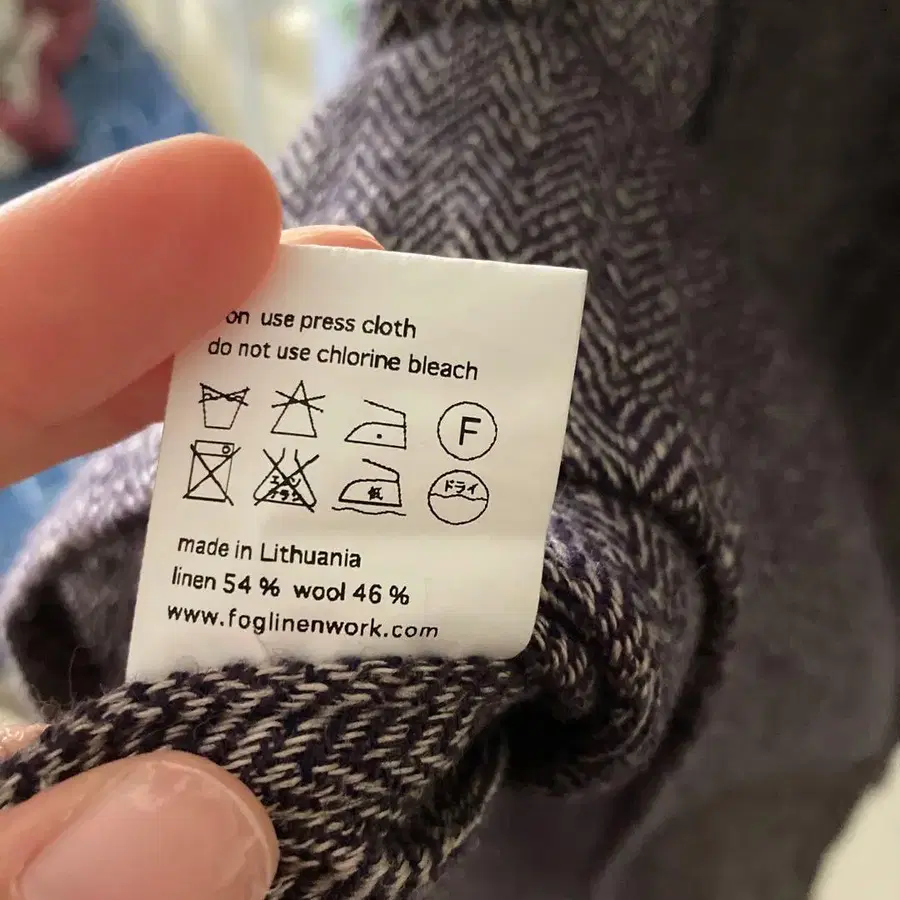 on use press cloth
do not use chlorine bleach
F
エンソ
サラシ
低
ドライ
made in Lithuania
linen 54 % wool 46 %
www.foglinenwork.com